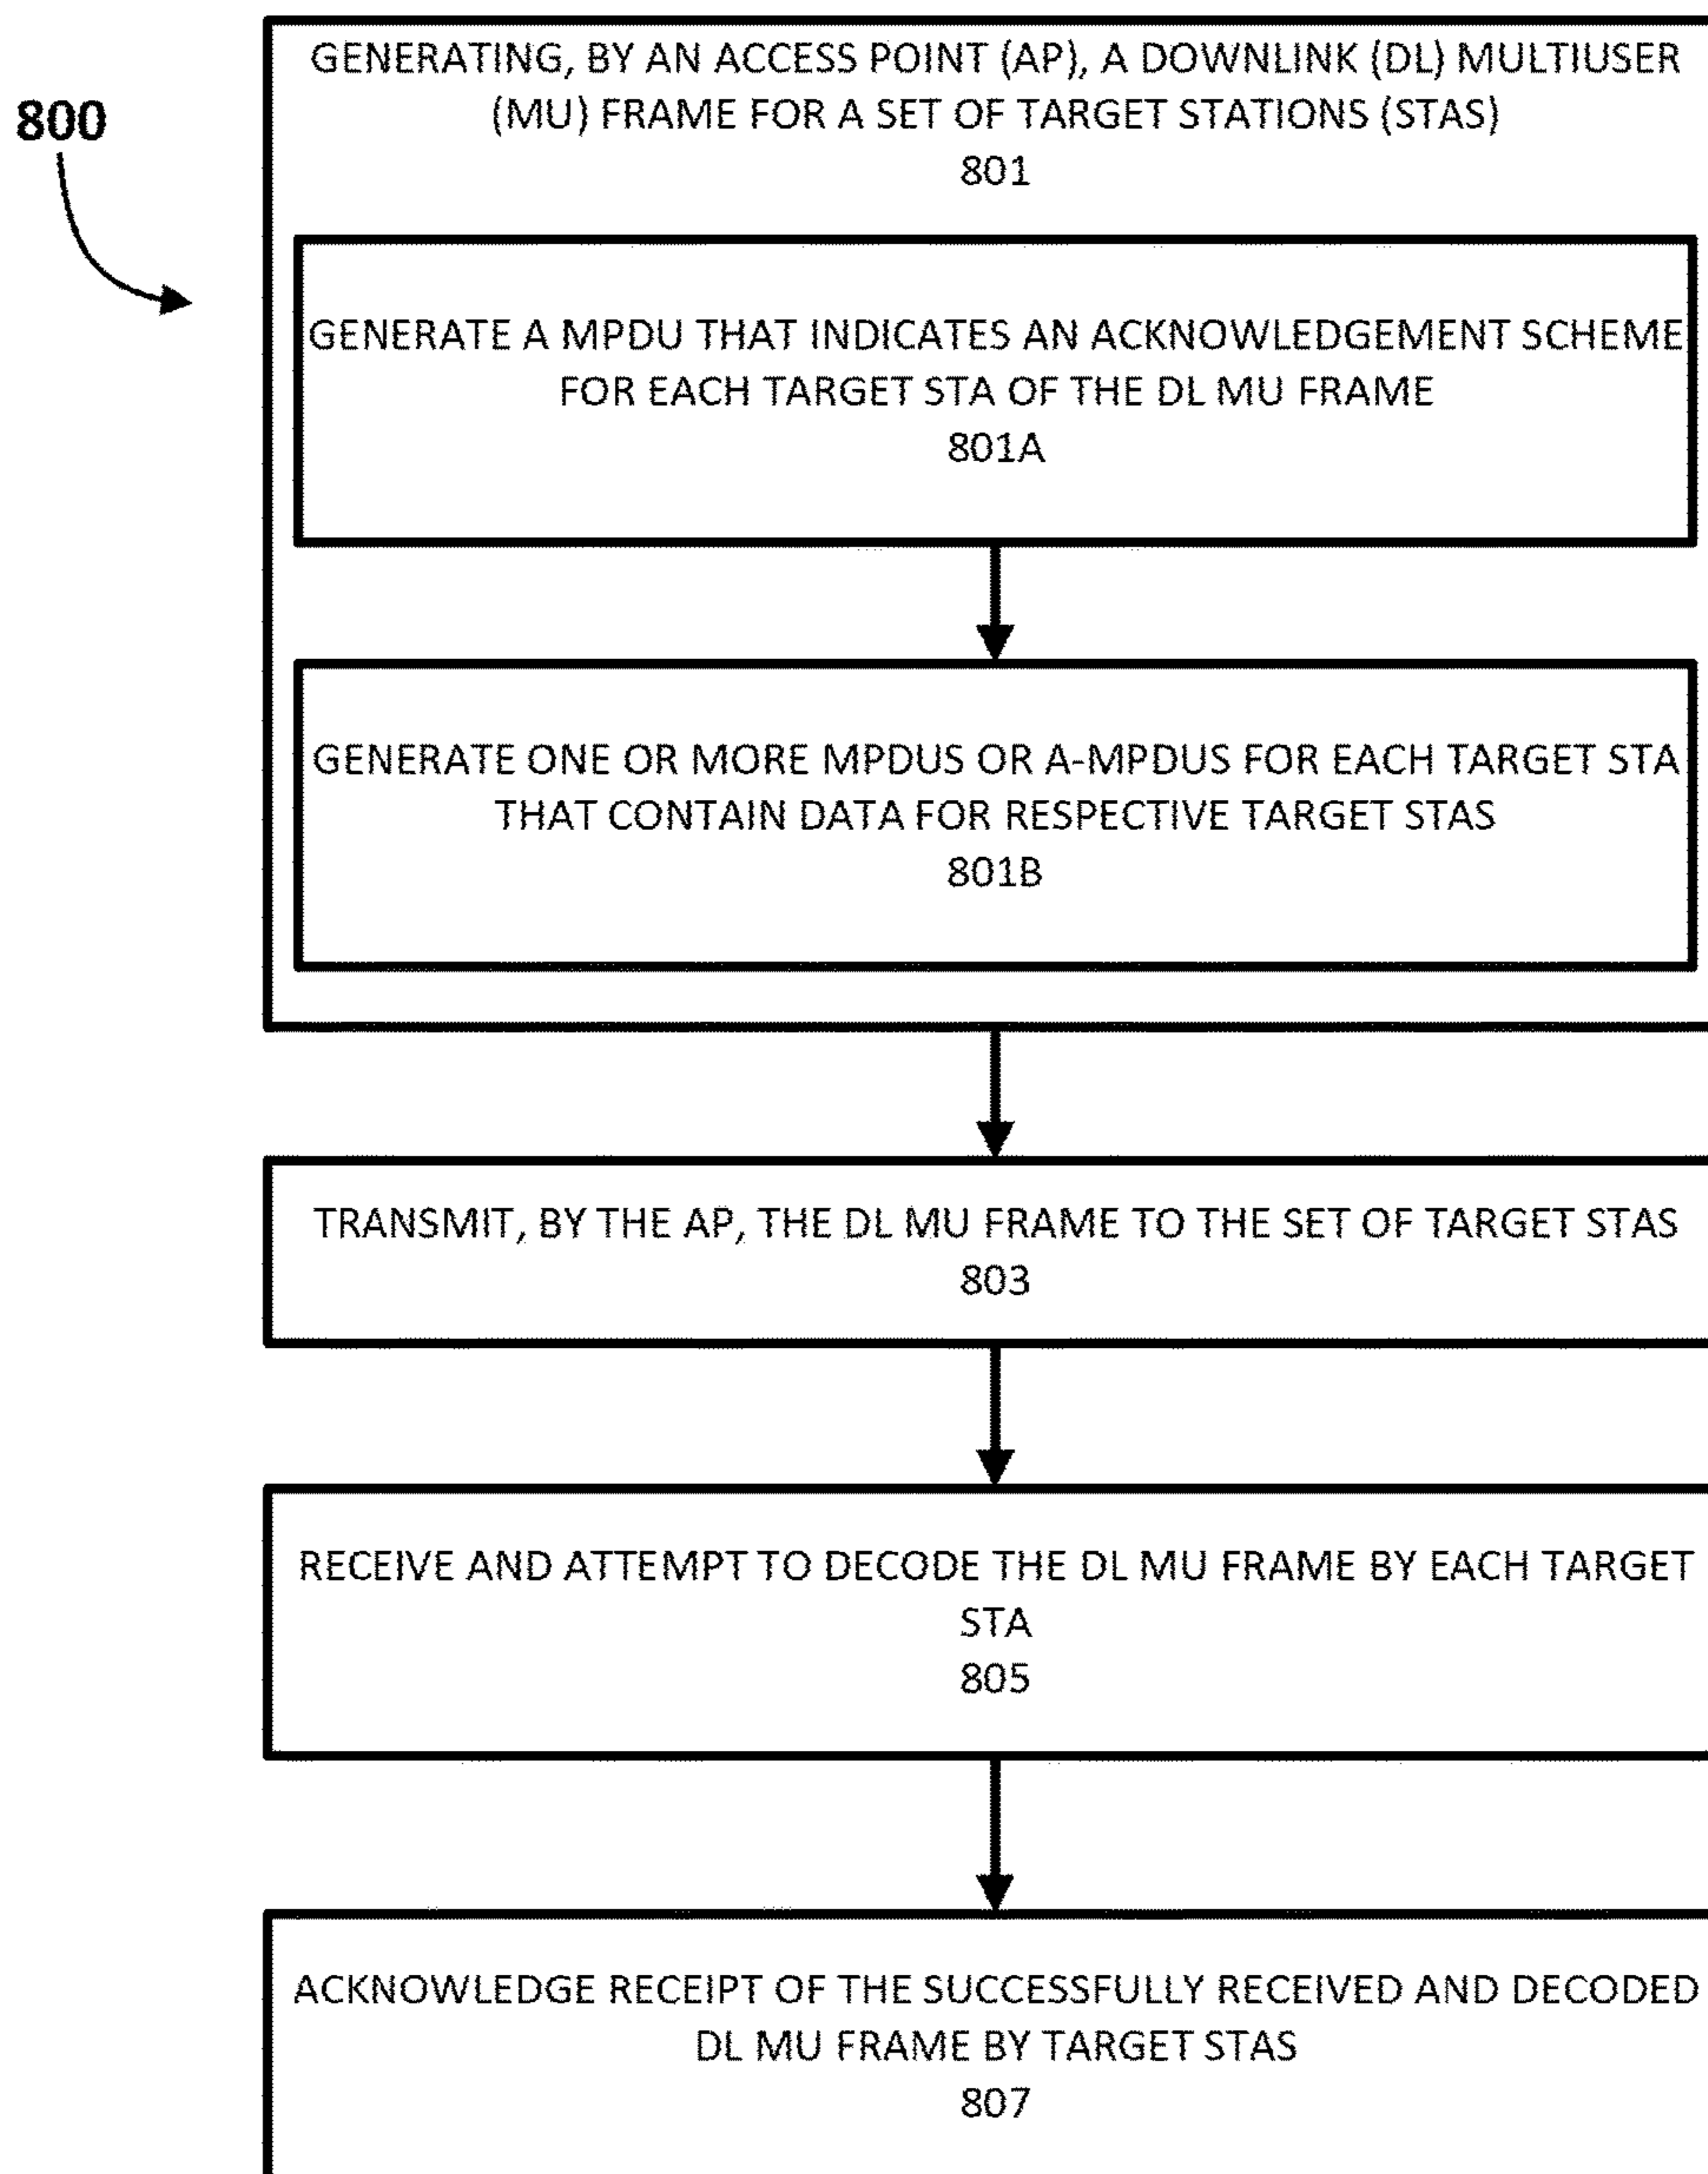 800
GENERATING, BY AN ACCESS POINT (AP), A DOWNLINK (DL) MULTIUSER
(MU) FRAME FOR A SET OF TARGET STATIONS (STAS)
801
GENERATE A MPDU THAT INDICATES AN ACKNOWLEDGEMENT SCHEME
FOR EACH TARGET STA OF THE DL MU FRAME
801A
GENERATE ONE OR MORE MPDUS OR A-MPDUS FOR EACH TARGET STA
THAT CONTAIN DATA FOR RESPECTIVE TARGET STAS
801B
TRANSMIT, BY THE AP, THE DL MU FRAME TO THE SET OF TARGET STAS
803
RECEIVE AND ATTEMPT TO DECODE THE DL MU FRAME BY EACH TARGET
STA
805
ACKNOWLEDGE RECEIPT OF THE SUCCESSFULLY RECEIVED AND DECODED
DL MU FRAME BY TARGET STAS
807